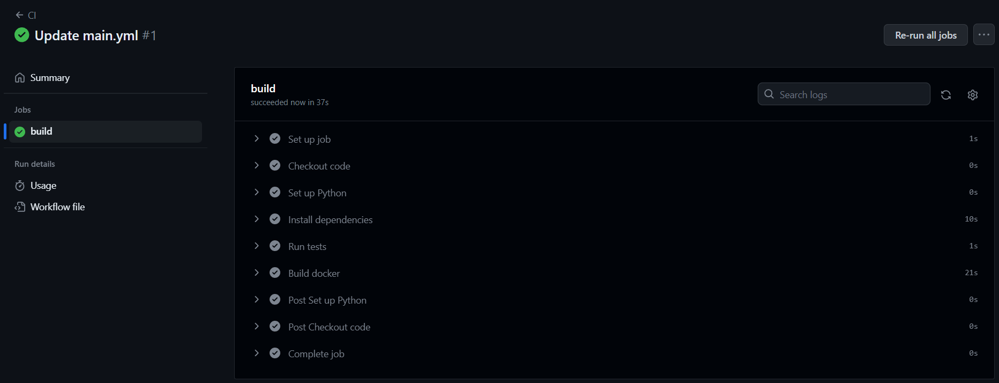 CI
Update main.yml #1
Re-run all jobs
Summary
Jobs
build
Run details
Usage
Workflow file
build
succeeded now in 37s
Search logs
Set up job 1s
Checkout code 0s
Set up Python 0s
Install dependencies 10s
Run tests 1s
Build docker 21s
Post Set up Python 0s
Post Checkout code 0s
Complete job 0s